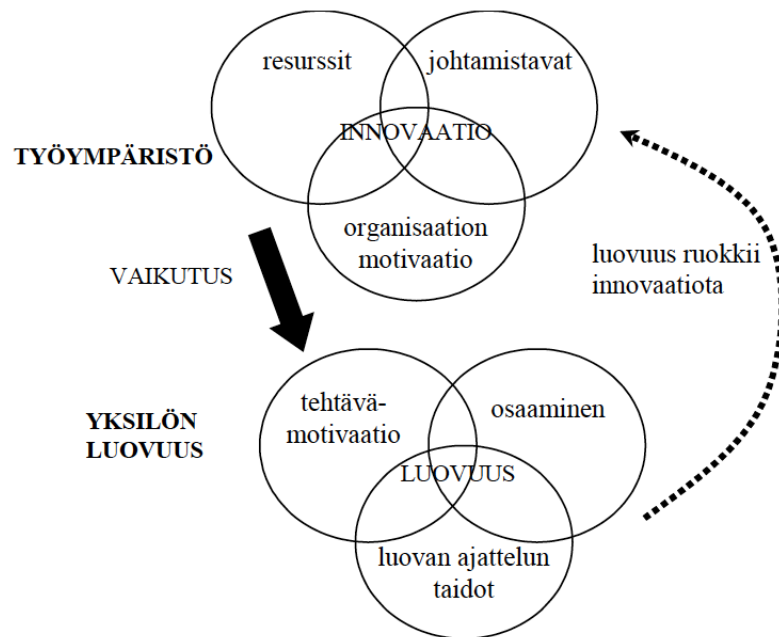 resurssit
johtamistavat
INNOVAATIO
TYÖYMPÄRISTÖ
organisaation
motivaatio
luovuus ruokkii
innovaatiota
VAIKUTUS
tehtävä-
motivaatio
osaaminen
YKSILÖN
LUOVUUS
LUOVUUS
luovan ajattelun
taidot